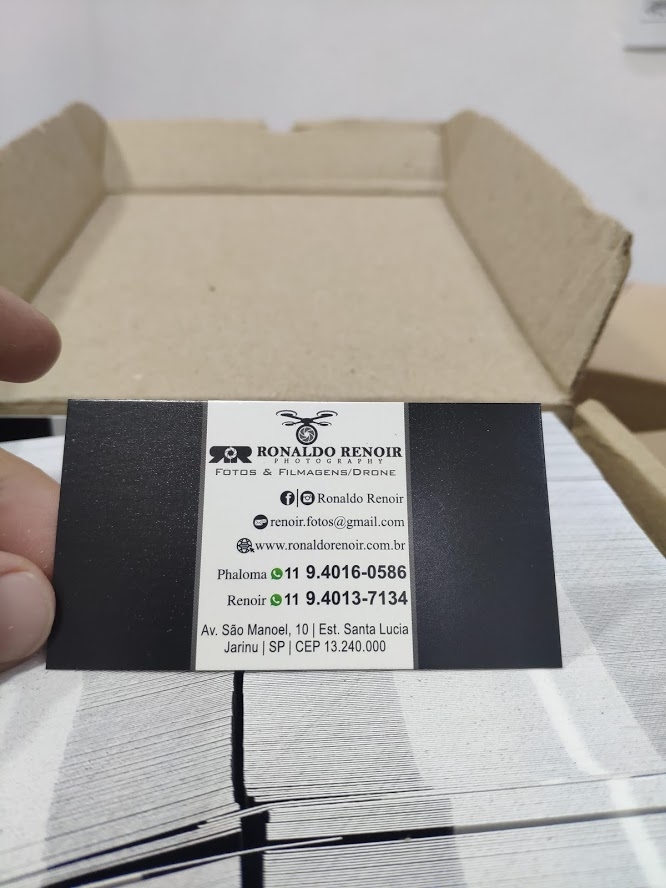 RONALDO RENOIR
PHOTOGRAPHY
FOTOS & FILMAGENS/DRONE
Ronaldo Renoir
renoir.fotos@gmail.com
www.ronaldorenoir.com.br
Phaloma 11 9.4016-0586
Renoir 11 9.4013-7134
Av. São Manoel, 10 | Est. Santa Lucia
Jarinu | SP | CEP 13.240.000